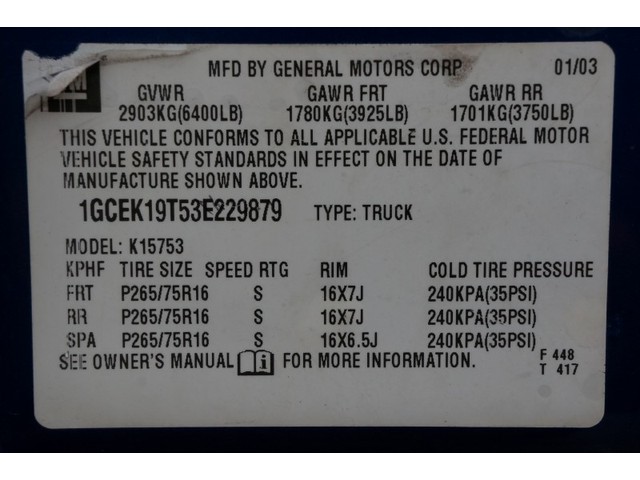 MFD BY GENERAL MOTORS CORP 01/03
GVWR GAWR FRT GAWR RR
2903KG(6400LB) 1780KG(3925LB) 1701KG(3750LB)
THIS VEHICLE CONFORMS TO ALL APPLICABLE U.S. FEDERAL MOTOR
VEHICLE SAFETY STANDARDS IN EFFECT ON THE DATE OF
MANUFACTURE SHOWN ABOVE.
1GCEK19T53E229879 TYPE: TRUCK
MODEL: K15753
KPHF TIRE SIZE SPEED RTG RIM COLD TIRE PRESSURE
FRT P265/75R16 S 16X7J 240KPA(35PSI)
RR P265/75R16 S 16X7J 240KPA(35PSI)
SPA P265/75R16 S 16X6.5J 240KPA(35PSI)
SEE OWNER'S MANUAL FOR MORE INFORMATION.
F 448
T 417